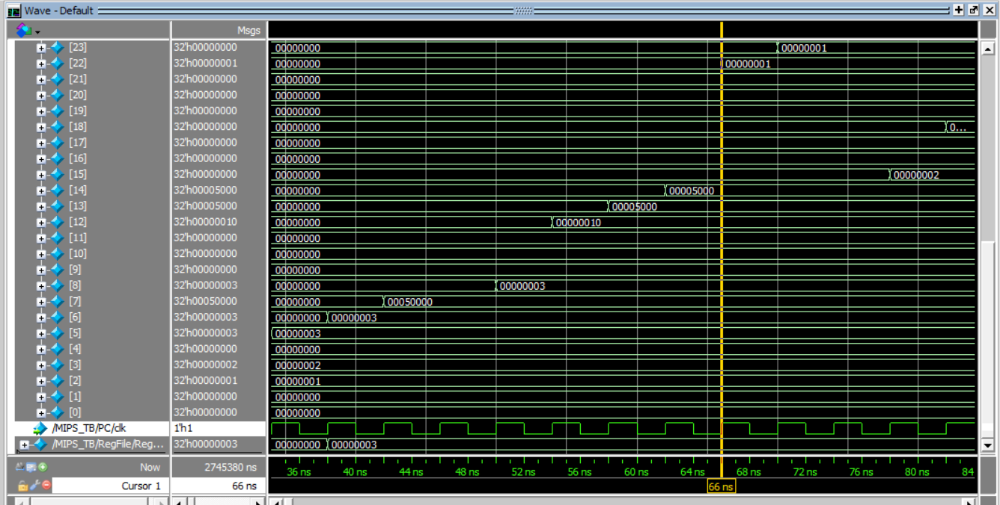 Wave - Default
Msgs
[23] 32'h00000000 00000000 00000001
[22] 32'h00000001 00000000 00000001
[21] 32'h00000000 00000000
[20] 32'h00000000 00000000
[19] 32'h00000000 00000000
[18] 32'h00000000 00000000 0...
[17] 32'h00000000 00000000
[16] 32'h00000000 00000000
[15] 32'h00000000 00000000 00000002
[14] 32'h00005000 00000000 00005000
[13] 32'h00005000 00000000 00005000
[12] 32'h00000010 00000000 00000010
[11] 32'h00000000 00000000
[10] 32'h00000000 00000000
[9] 32'h00000000 00000000
[8] 32'h00000003 00000000 00000003
[7] 32'h00050000 00000000 00050000
[6] 32'h00000003 00000000 00000003
[5] 32'h00000003 00000003
[4] 32'h00000000 00000000
[3] 32'h00000002 00000002
[2] 32'h00000001 00000001
[1] 32'h00000000 00000000
[0] 32'h00000000 00000000
/MIPS_TB/PC/clk 1'h1
/MIPS_TB/RegFile/Reg... 32'h00000003 00000000 00000003
Now 2745380 ns 36 ns 40 ns 44 ns 48 ns 52 ns 56 ns 60 ns 64 ns 68 ns 72 ns 76 ns 80 ns 84
Cursor 1 66 ns 66 ns